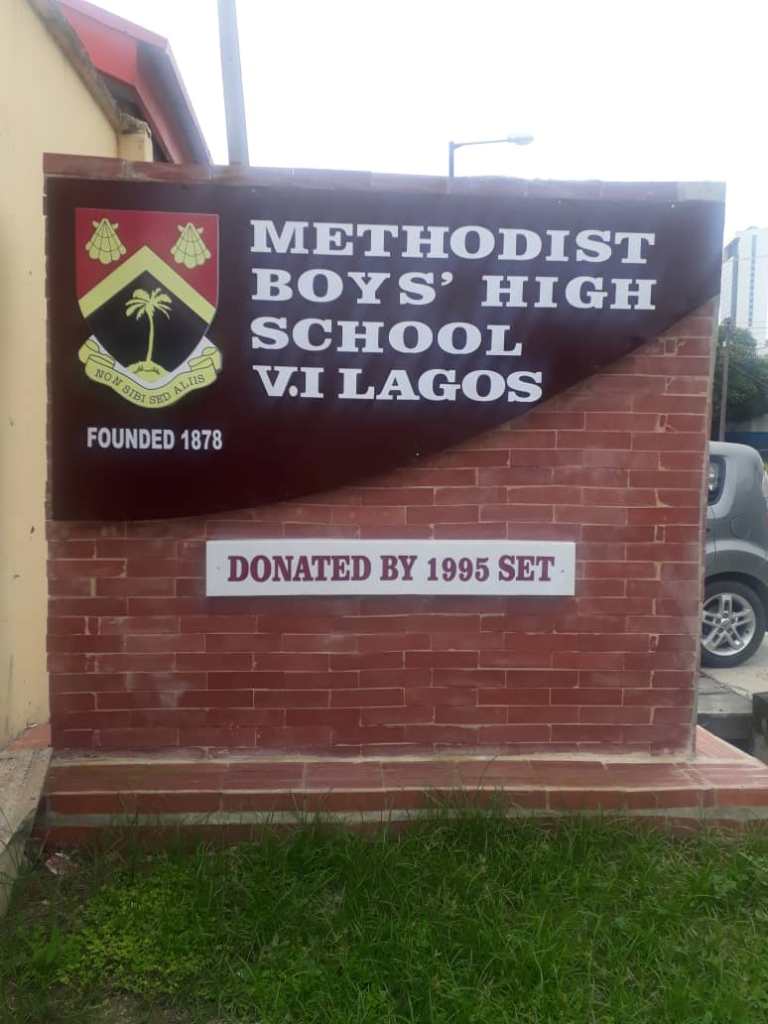 METHODIST
BOYS' HIGH
SCHOOL
V.I LAGOS
NON SIBI SED ALIIS
FOUNDED 1878
DONATED BY 1995 SET